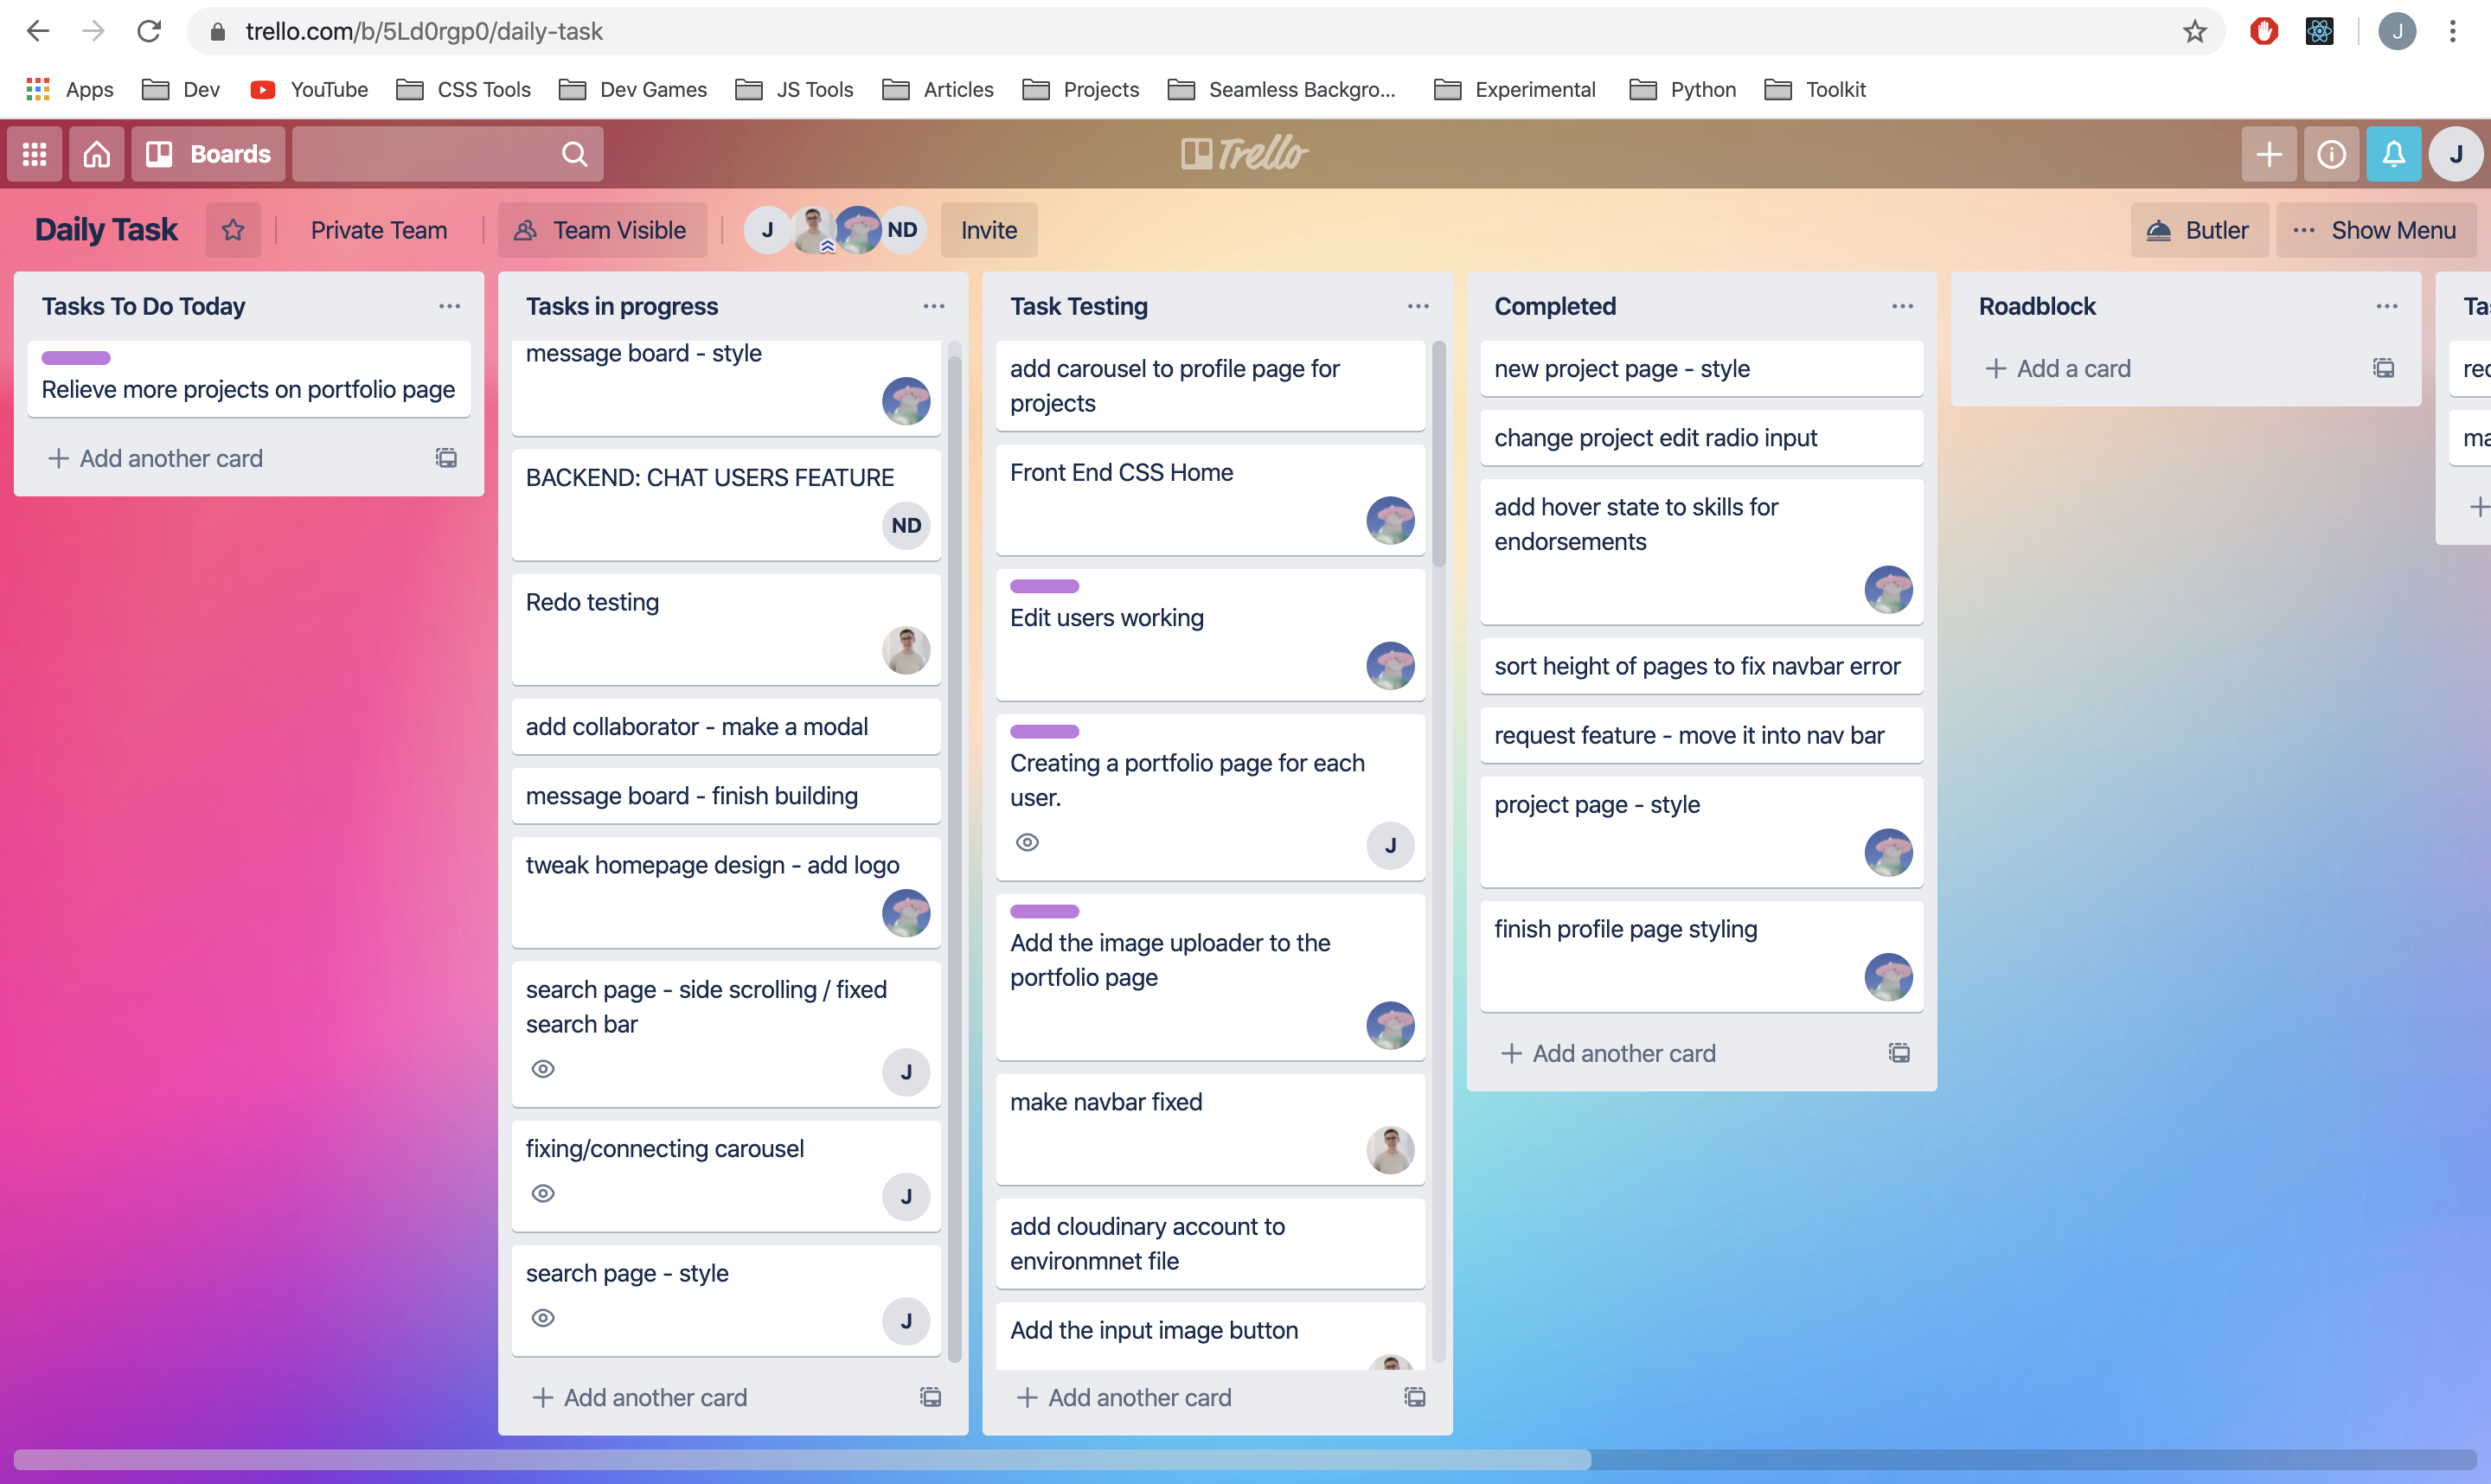 trello.com/b/5Ld0rgp0/daily-task
J
Apps
Dev
YouTube
CSS Tools
Dev Games
JS Tools
Articles
Projects
Seamless Backgro...
Experimental
Python
Toolkit
Boards
Trello
J
Daily Task
Private Team
Team Visible
J
ND
Invite
Butler
Show Menu
Tasks To Do Today
Relieve more projects on portfolio page
Add another card
Tasks in progress
message board - style
BACKEND: CHAT USERS FEATURE
ND
Redo testing
add collaborator - make a modal
message board - finish building
tweak homepage design - add logo
search page - side scrolling / fixed
search bar
J
fixing/connecting carousel
J
search page - style
J
Add another card
Task Testing
add carousel to profile page for
projects
Front End CSS Home
Edit users working
Creating a portfolio page for each
user.
J
Add the image uploader to the
portfolio page
make navbar fixed
add cloudinary account to
environmnet file
Add the input image button
Add another card
Completed
new project page - style
change project edit radio input
add hover state to skills for
endorsements
sort height of pages to fix navbar error
request feature - move it into nav bar
project page - style
finish profile page styling
Add another card
Roadblock
Add a card